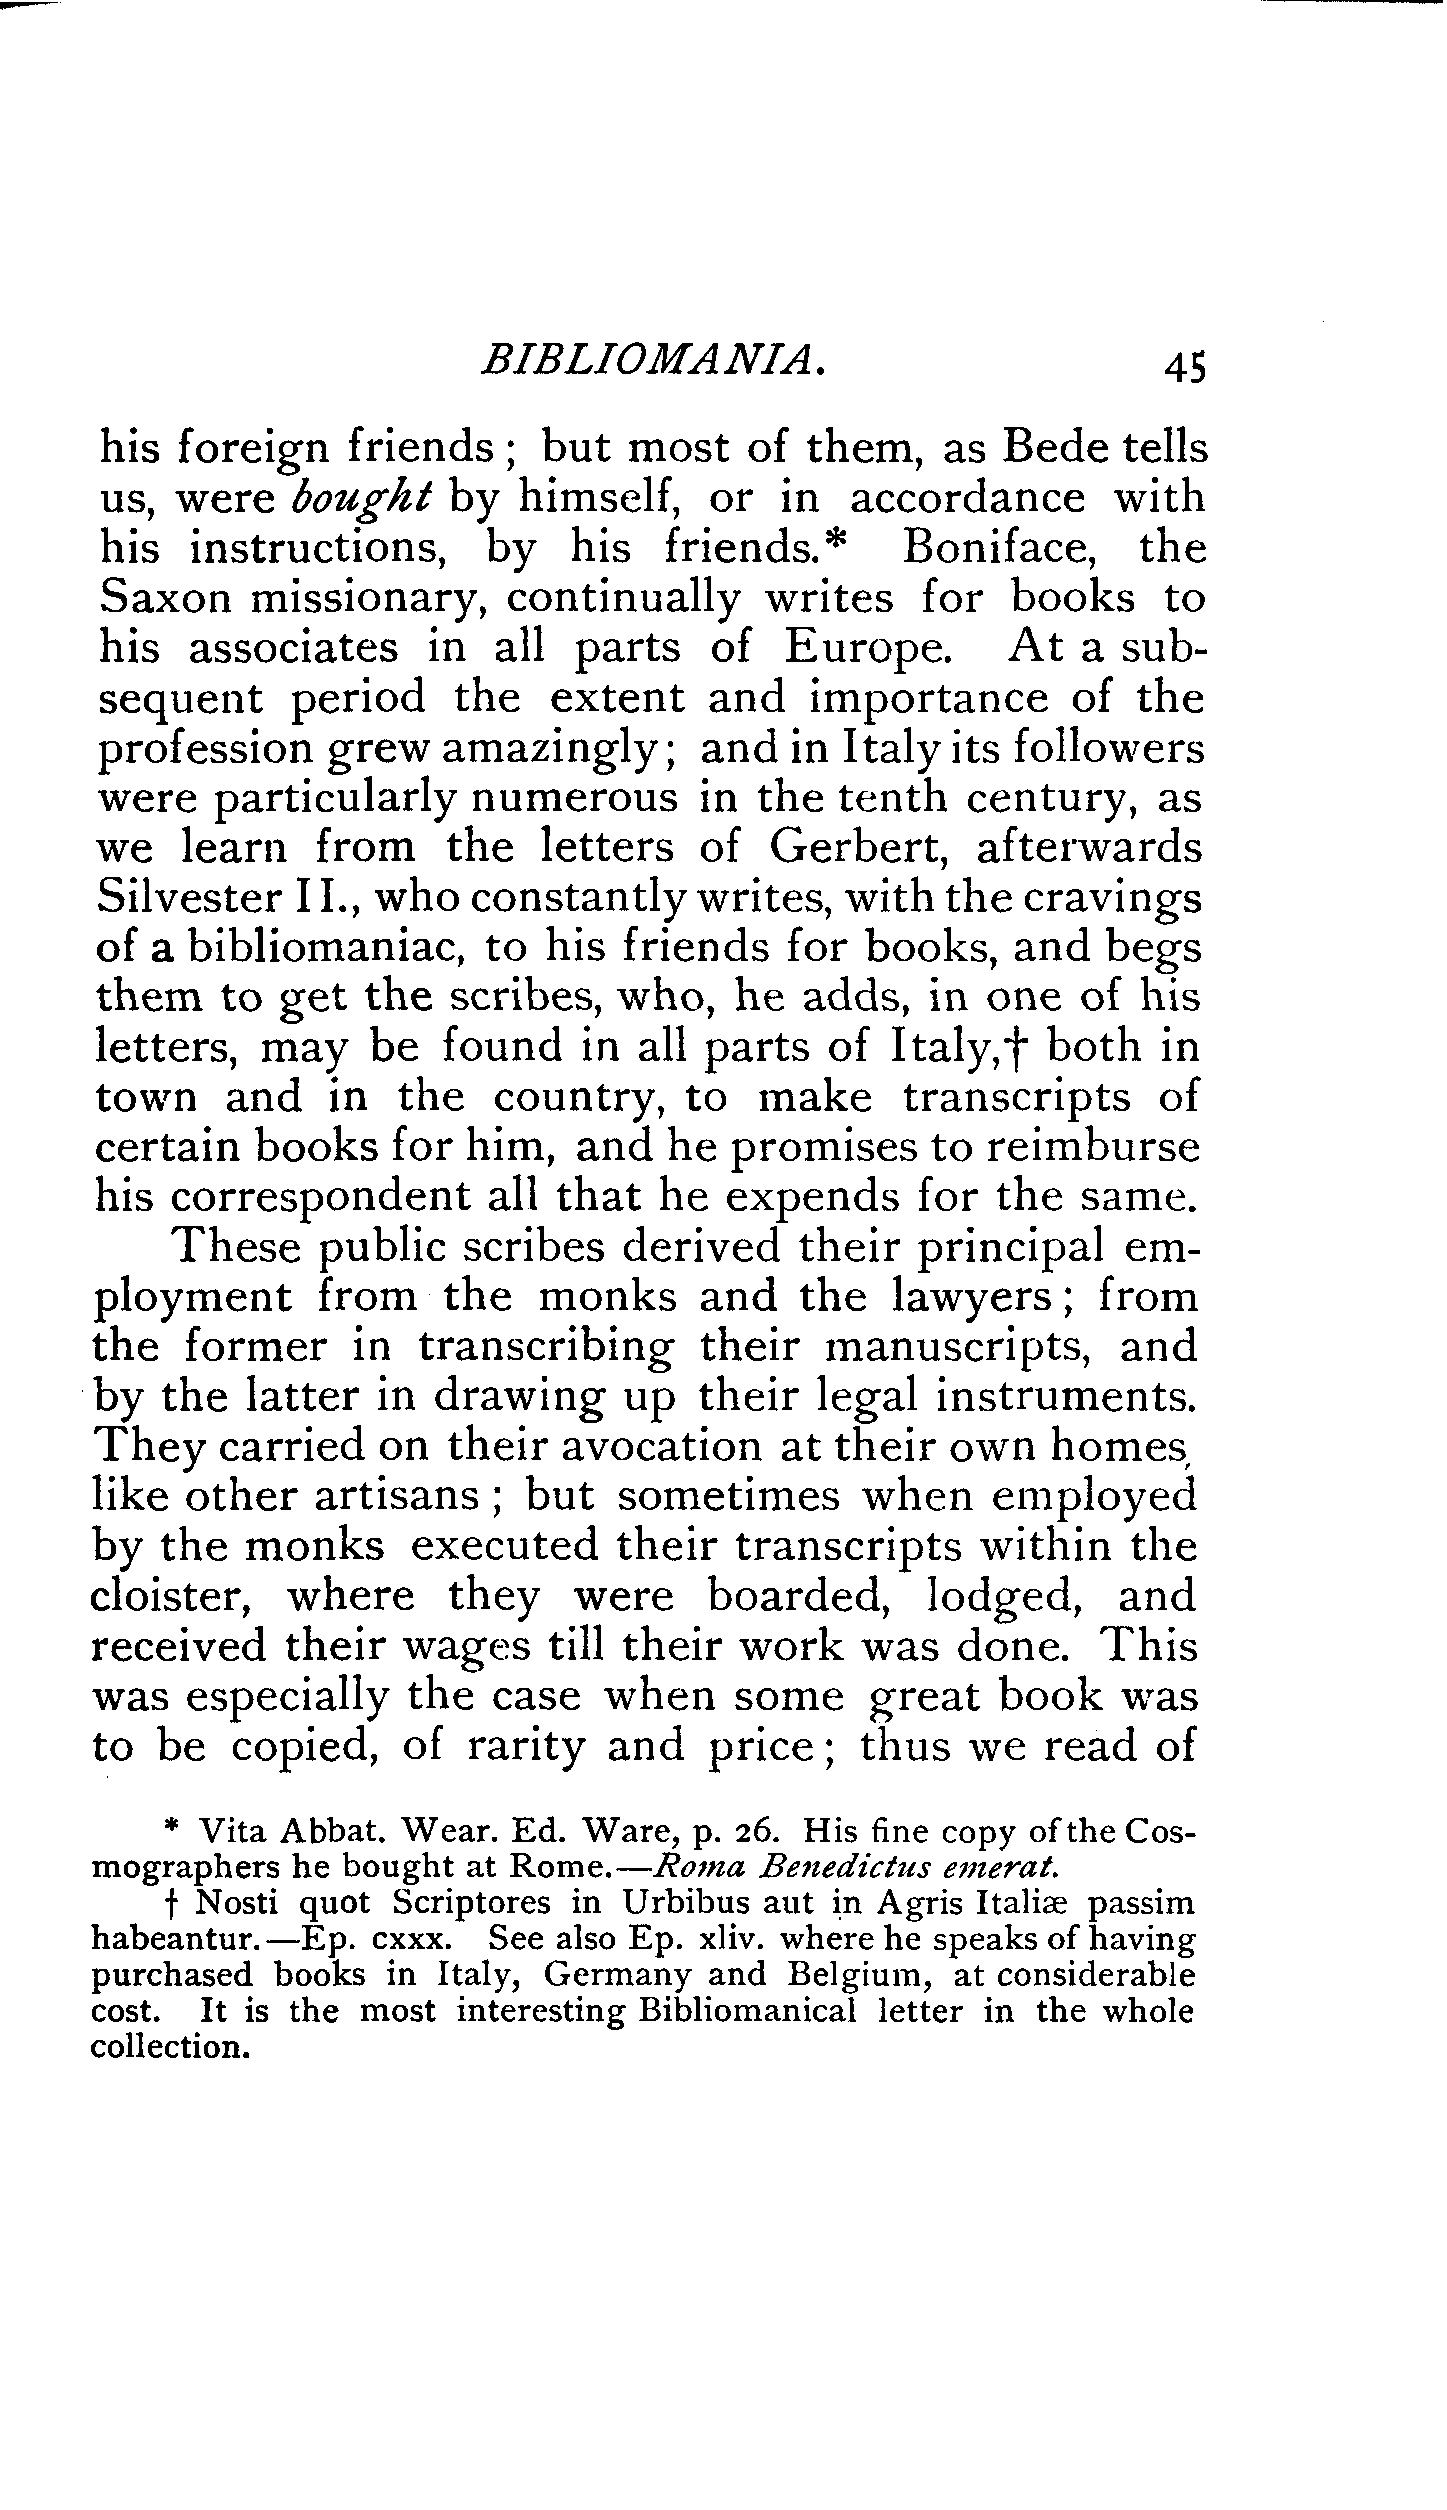 BIBLIOMANIA. 45
his foreign friends ; but most of them, as Bede tells
us, were bought by himself, or in accordance with
his instructions, by his friends.* Boniface, the
Saxon missionary, continually writes for books to
his associates in all parts of Europe. At a sub-
sequent period the extent and importance of the
profession grew amazingly ; and in Italy its followers
were particularly numerous in the tenth century, as
we learn from the letters of Gerbert, afterwards
Silvester II., who constantly writes, with the cravings
of a bibliomaniac, to his friends for books, and begs
them to get the scribes, who, he adds, in one of his
letters, may be found in all parts of Italy,† both in
town and in the country, to make transcripts of
certain books for him, and he promises to reimburse
his correspondent all that he expends for the same.
These public scribes derived their principal em-
ployment from the monks and the lawyers ; from
the former in transcribing their manuscripts, and
by the latter in drawing up their legal instruments.
They carried on their avocation at their own homes,
like other artisans ; but sometimes when employed
by the monks executed their transcripts within the
cloister, where they were boarded, lodged, and
received their wages till their work was done. This
was especially the case when some great book was
to be copied, of rarity and price ; thus we read of
* Vita Abbat. Wear. Ed. Ware, p. 26. His fine copy of the Cos-
mographers he bought at Rome.—Roma Benedictus emerat.
† Nosti quot Scriptores in Urbibus aut in Agris Italiæ passim
habeantur.—Ep. cxxx. See also Ep. xliv. where he speaks of having
purchased books in Italy, Germany and Belgium, at considerable
cost. It is the most interesting Bibliomanical letter in the whole
collection.